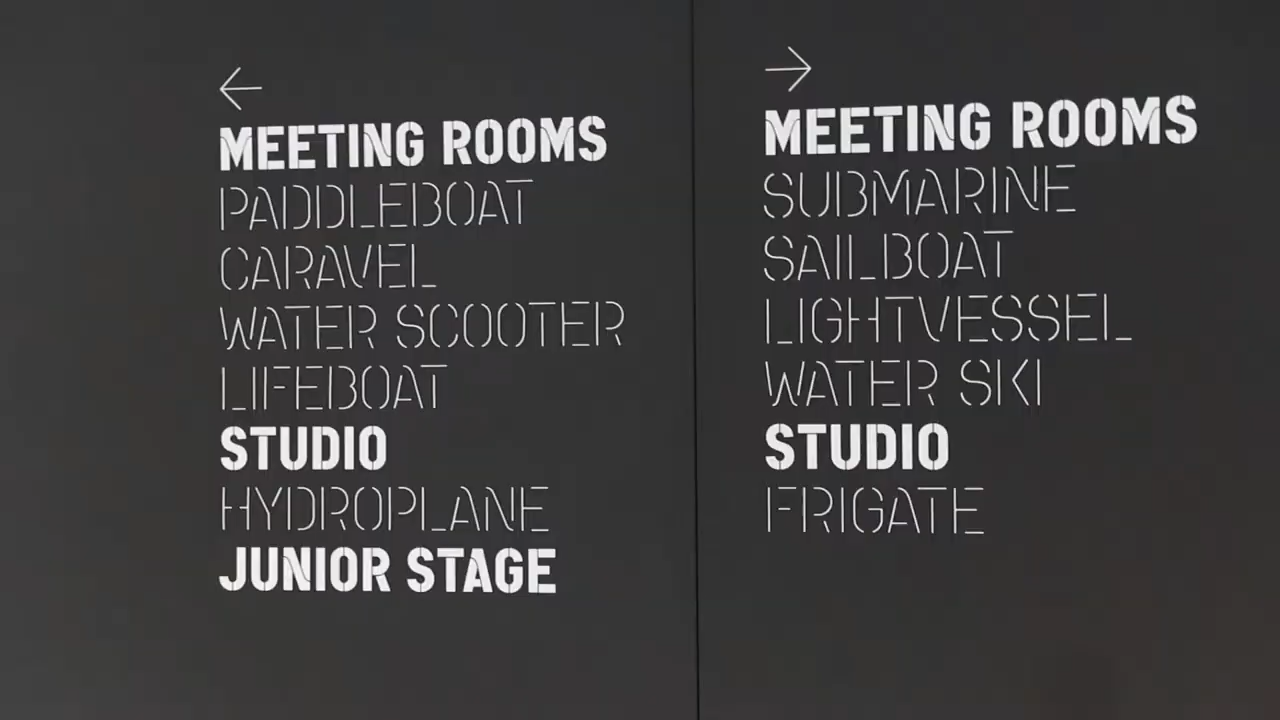 MEETING ROOMS
PADDLEBOAT
CARAVEL
WATER SCOOTER
LIFEBOAT
STUDIO
HYDROPLANE
JUNIOR STAGE
MEETING ROOMS
SUBMARINE
SAILBOAT
LIGHTVESSEL
WATER SKI
STUDIO
FRIGATE